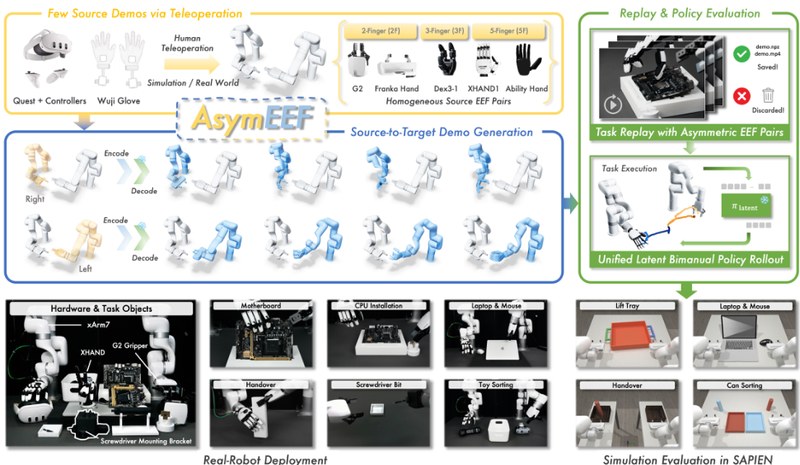 Few Source Demos via Teleoperation
Human
Teleoperation
Simulation / Real World
Quest + Controllers
Wuji Glove
2-Finger (2F)
3-Finger (3F)
5-Finger (5F)
G2
Franka Hand
Dex3-1
XHAND1
Ability Hand
Homogeneous Source EEF Pairs
AsymEEF
Source-to-Target Demo Generation
Right
Encode
Decode
Left
Encode
Decode
Replay & Policy Evaluation
demo.npz
demo.mp4
Saved!
Discarded!
Task Replay with Asymmetric EEF Pairs
Task Execution
π latent
Unified Latent Bimanual Policy Rollout
Hardware & Task Objects
xArm7
XHAND
G2 Gripper
Screwdriver Mounting Bracket
Motherboard
CPU Installation
Laptop & Mouse
Handover
Screwdriver Bit
Toy Sorting
Real-Robot Deployment
Lift Tray
Laptop & Mouse
Handover
Can Sorting
Simulation Evaluation in SAPIEN